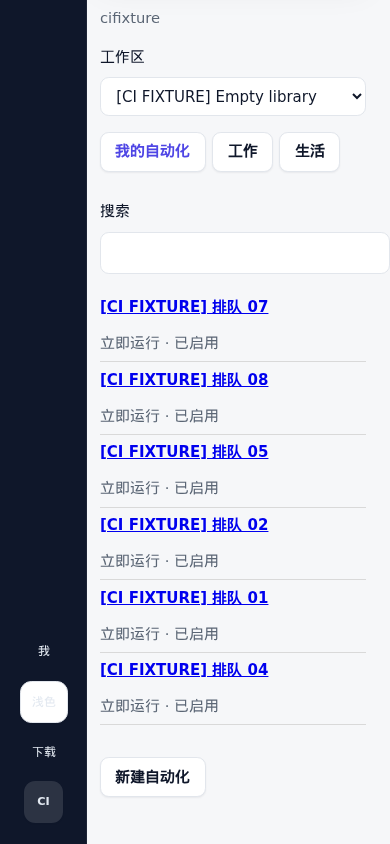 cifixture
工作区
[CI FIXTURE] Empty library
我的自动化 工作 生活
搜索
[CI FIXTURE] 排队 07
立即运行 · 已启用
[CI FIXTURE] 排队 08
立即运行 · 已启用
[CI FIXTURE] 排队 05
立即运行 · 已启用
[CI FIXTURE] 排队 02
立即运行 · 已启用
[CI FIXTURE] 排队 01
立即运行 · 已启用
[CI FIXTURE] 排队 04
立即运行 · 已启用
新建自动化
我
浅色
下载
CI